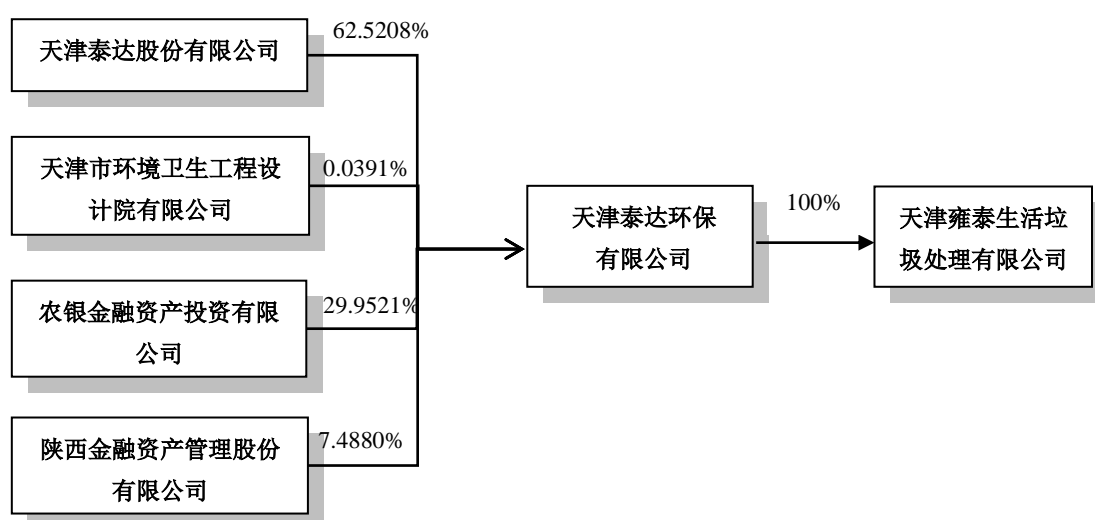 天津泰达股份有限公司
62.5208%
天津市环境卫生工程设
计院有限公司
0.0391%
农银金融资产投资有限
公司
29.9521%
陕西金融资产管理股份
有限公司
7.4880%
天津泰达环保
有限公司
100%
天津雍泰生活垃
圾处理有限公司